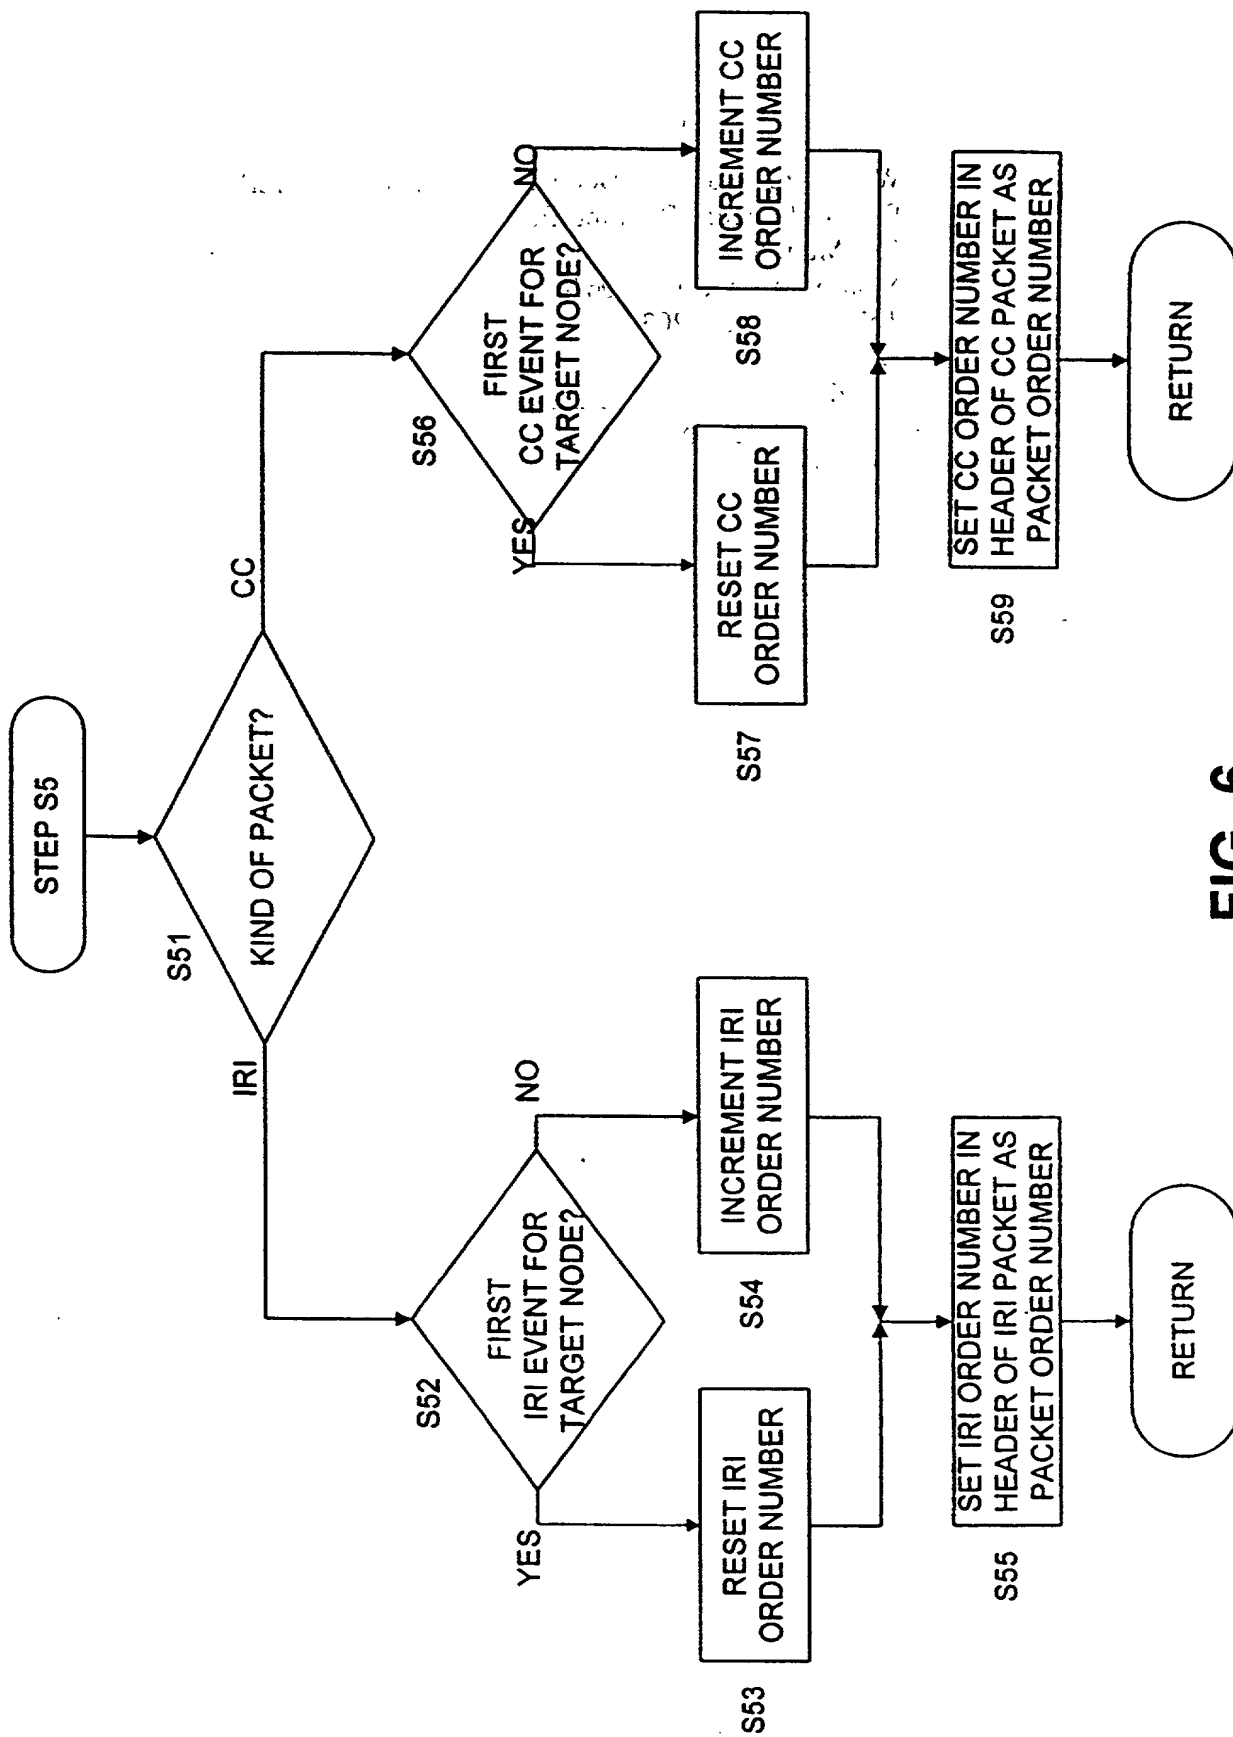 STEP S5
S51
KIND OF PACKET?
IRI
CC
S52
FIRST
IRI EVENT FOR
TARGET NODE?
YES
NO
S53
RESET IRI
ORDER NUMBER
S54
INCREMENT IRI
ORDER NUMBER
S55
SET IRI ORDER NUMBER IN
HEADER OF IRI PACKET AS
PACKET ORDER NUMBER
RETURN
S56
FIRST
CC EVENT FOR
TARGET NODE?
YES
NO
S57
RESET CC
ORDER NUMBER
S58
INCREMENT CC
ORDER NUMBER
S59
SET CC ORDER NUMBER IN
HEADER OF CC PACKET AS
PACKET ORDER NUMBER
RETURN
FIG. 6